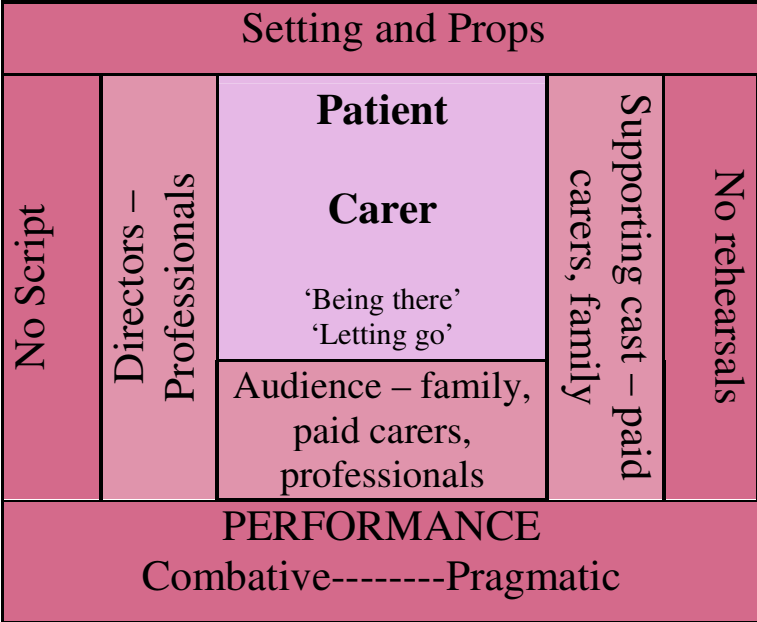 Setting and Props
No Script
Directors –
Professionals
Patient
Carer
‘Being there’
‘Letting go’
Audience – family,
paid carers,
professionals
Supporting cast – paid
carers, family
No rehearsals
PERFORMANCE
Combative--------Pragmatic